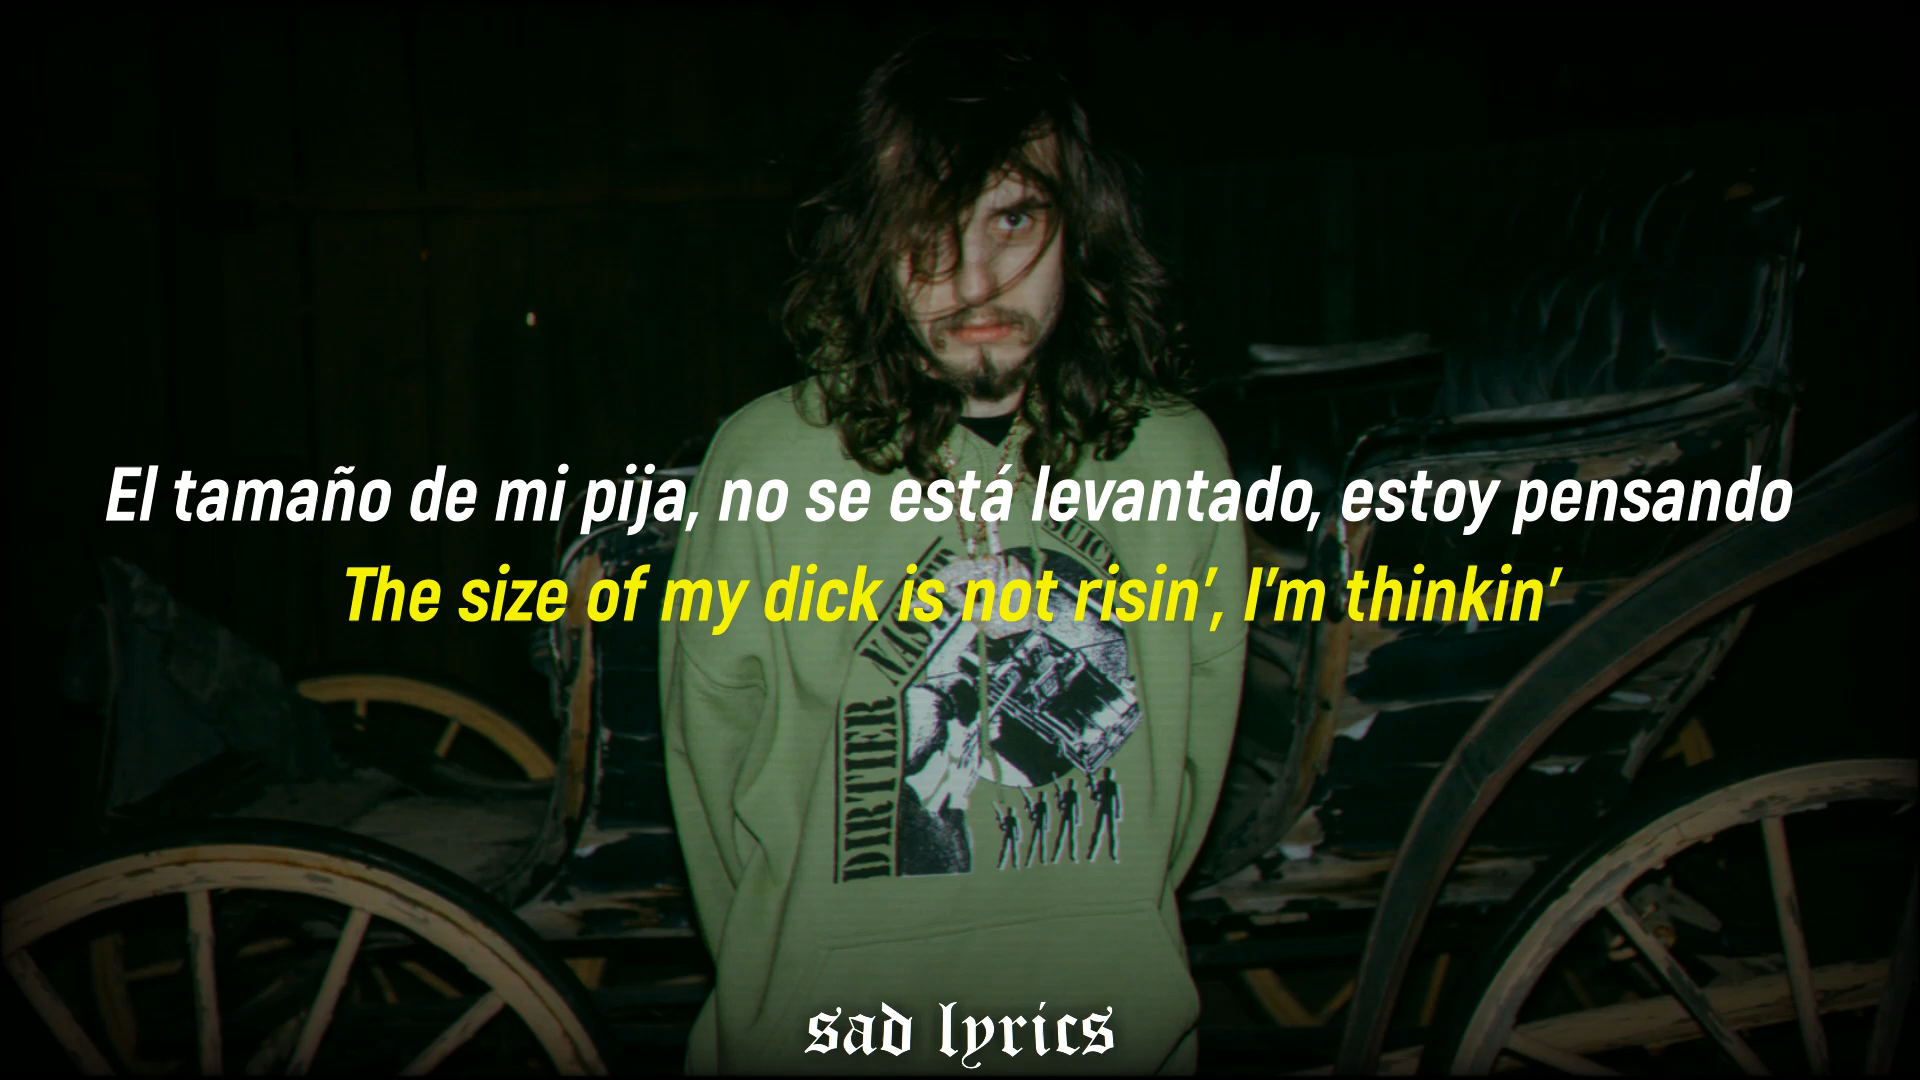 El tamaño de mi pija, no se está levantado, estoy pensando
The size of my dick is not risin’, I’m thinkin’
DIRTIER
sad lyrics